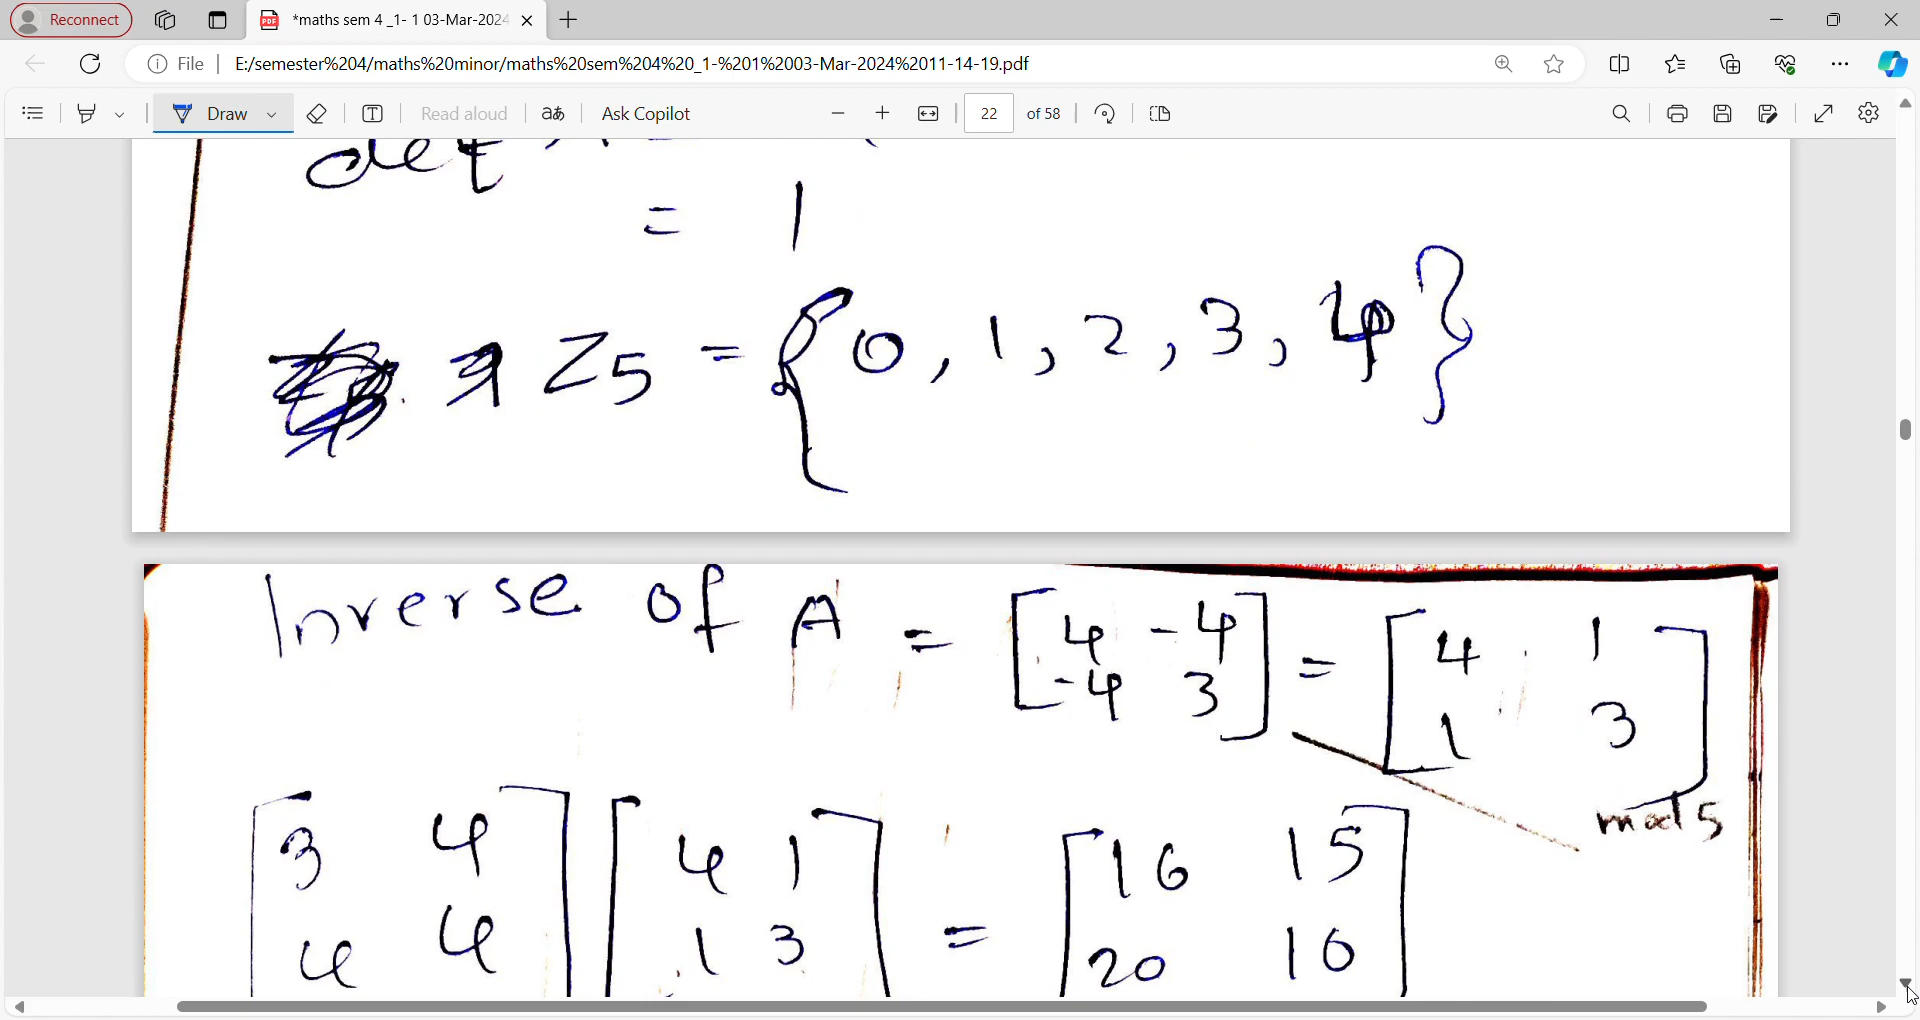 Reconnect
*maths sem 4 _1- 1 03-Mar-2024
File
E:/semester%204/maths%20minor/maths%20sem%204%20_1-%201%2003-Mar-2024%2011-14-19.pdf
Draw
Read aloud
aあ
Ask Copilot
22
of 58
det
= 1
Z5 = {0, 1, 2, 3, 4}
Inverse of A = [4 -4 = [4 1
-4 3] 1 3]
mod 5
[3 4 [4 1 = [16 15
4 4] 1 3] 20 16]